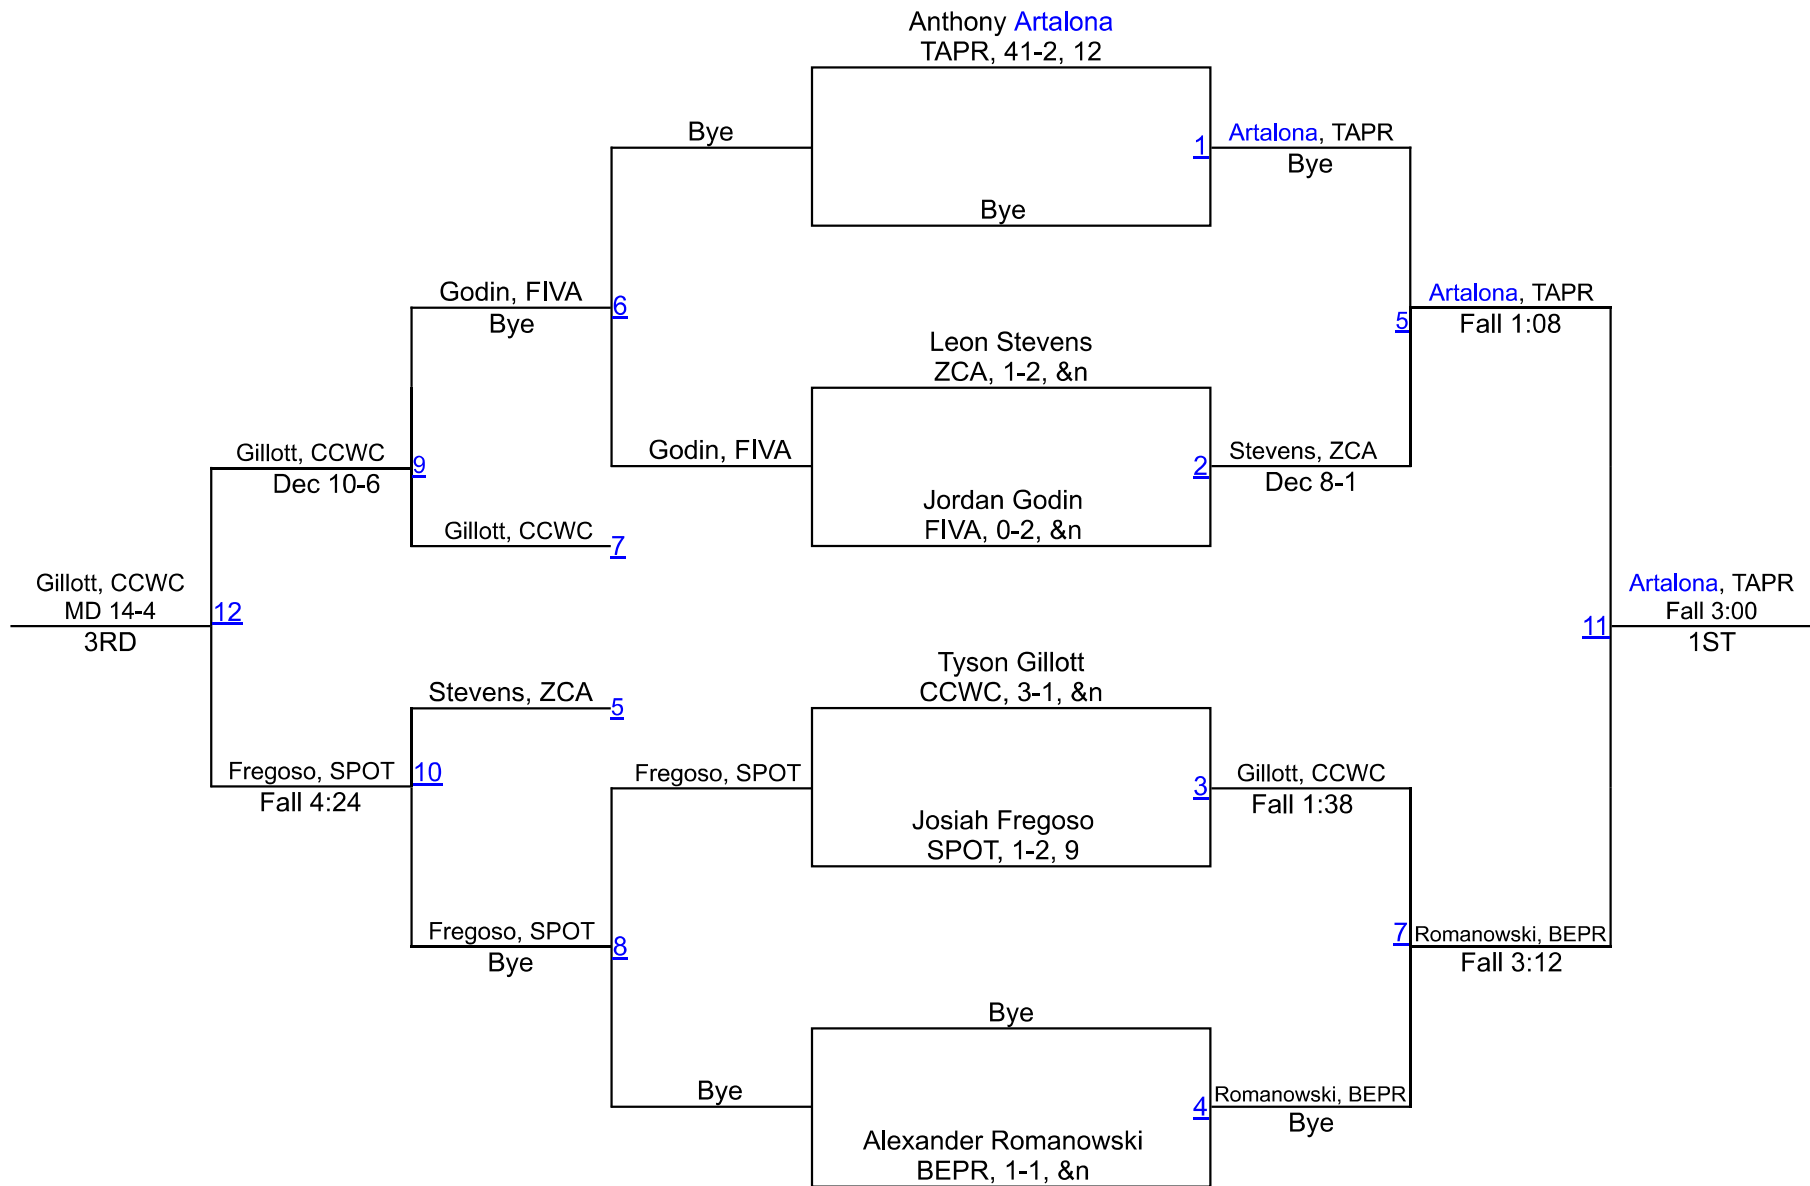 Anthony Artalona
TAPR, 41-2, 12
Bye
1
Artalona, TAPR
Bye
Bye
Godin, FIVA
Bye
6
Artalona, TAPR
Fall 1:08
5
Leon Stevens
ZCA, 1-2, &n
Gillott, CCWC
Dec 10-6
9
Godin, FIVA
2
Stevens, ZCA
Dec 8-1
Jordan Godin
FIVA, 0-2, &n
Gillott, CCWC
7
Gillott, CCWC
MD 14-4
3RD
12
Artalona, TAPR
Fall 3:00
1ST
11
Tyson Gillott
CCWC, 3-1, &n
Stevens, ZCA
5
Fregoso, SPOT
Fall 4:24
10
Fregoso, SPOT
3
Gillott, CCWC
Fall 1:38
Josiah Fregoso
SPOT, 1-2, 9
Fregoso, SPOT
Bye
8
7
Romanowski, BEPR
Fall 3:12
Bye
Bye
4
Romanowski, BEPR
Bye
Alexander Romanowski
BEPR, 1-1, &n